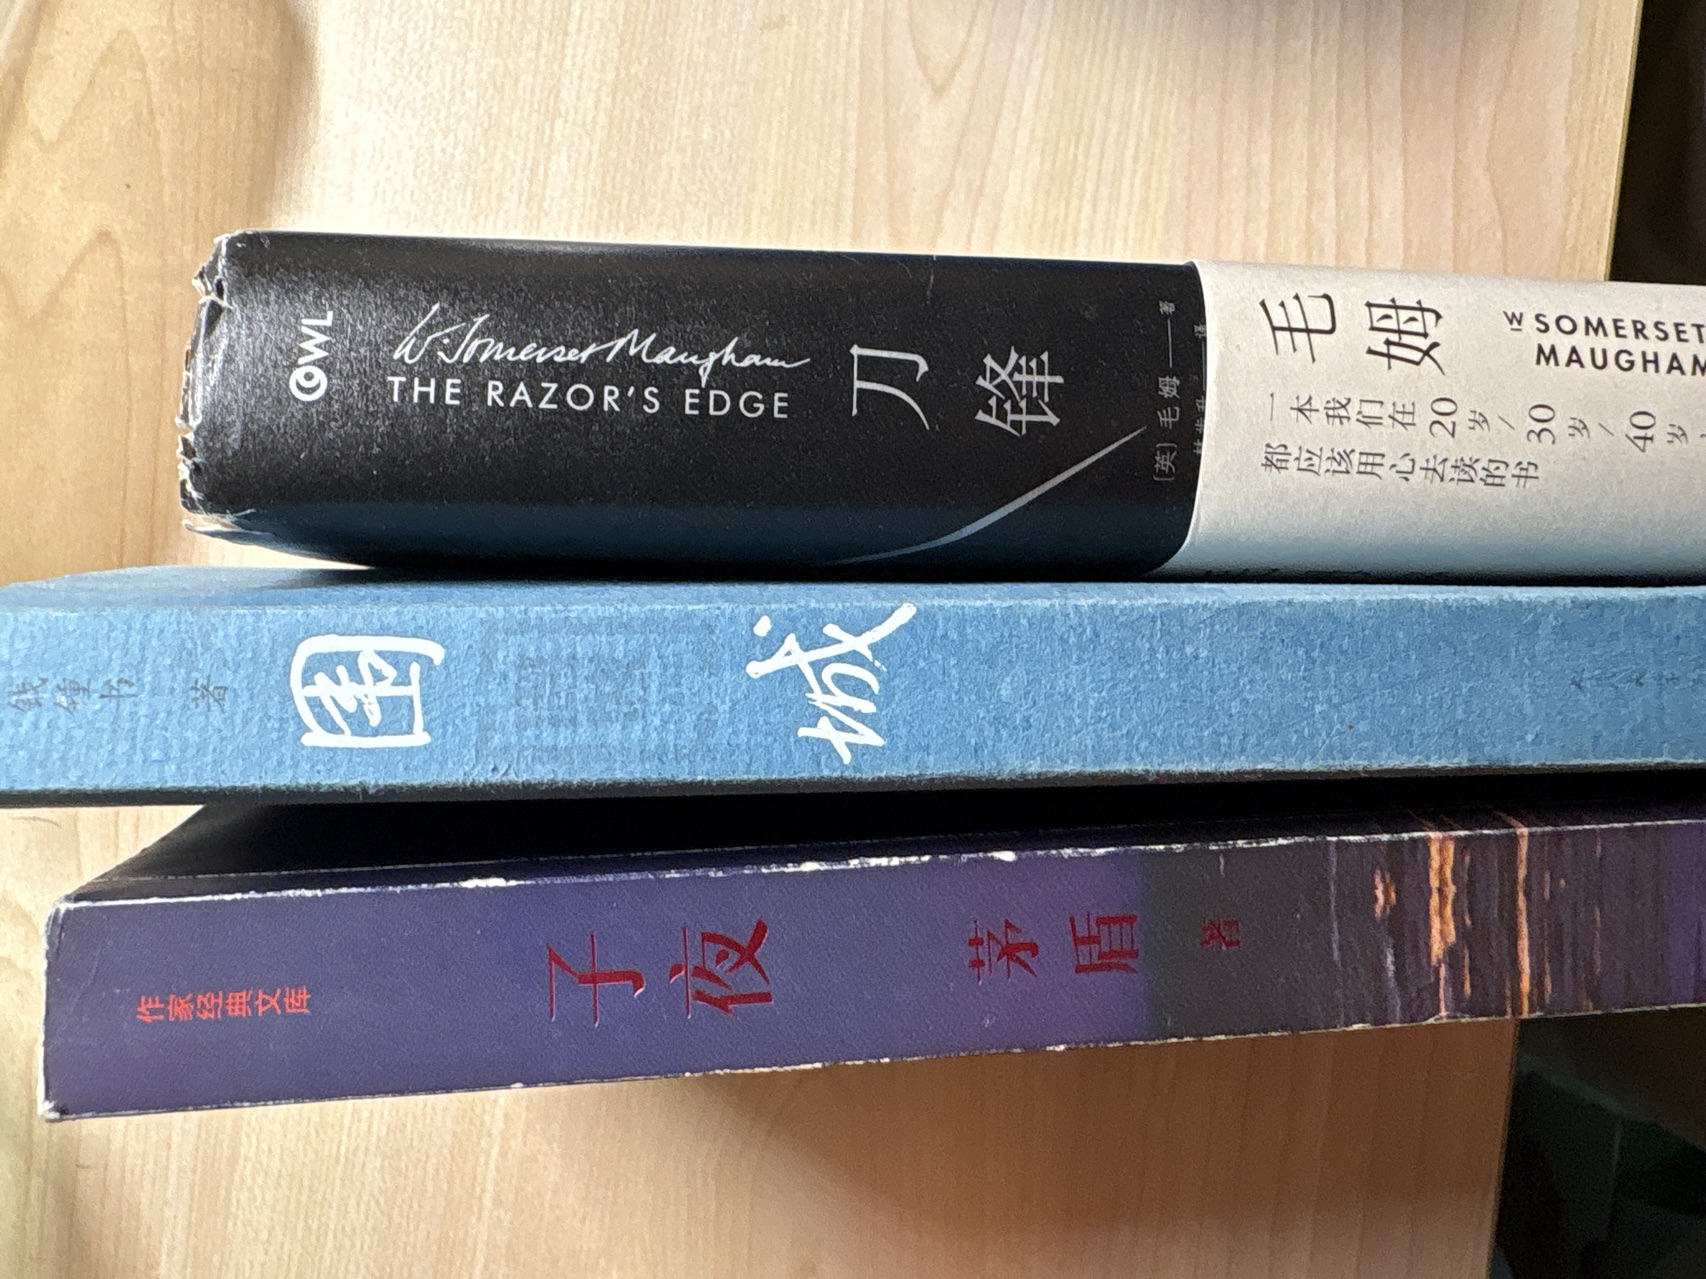 OWL
W. Somerset Maugham
THE RAZOR'S EDGE
刀锋
[英] 毛姆 著
毛姆
W SOMERSET
MAUGHAM
一本我们在20岁/30岁/40岁
都应该用心去读的书
钱锺书 著
围城
作家经典文库
子夜
茅盾 著